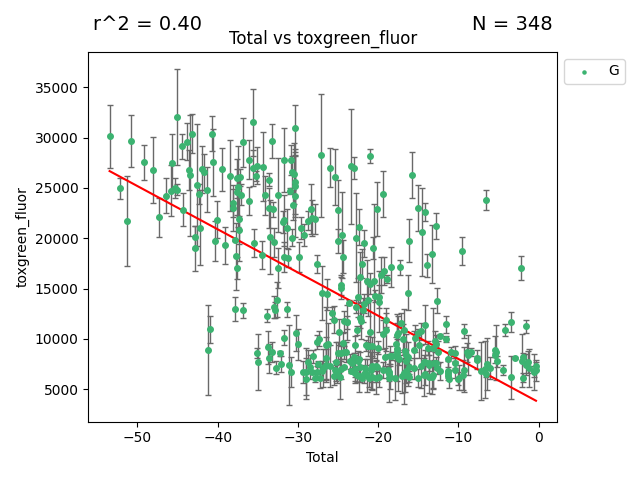 r^2 = 0.40
N = 348
Total vs toxgreen_fluor
G
35000
30000
25000
20000
15000
10000
5000
toxgreen_fluor
−50
−40
−30
−20
−10
0
Total